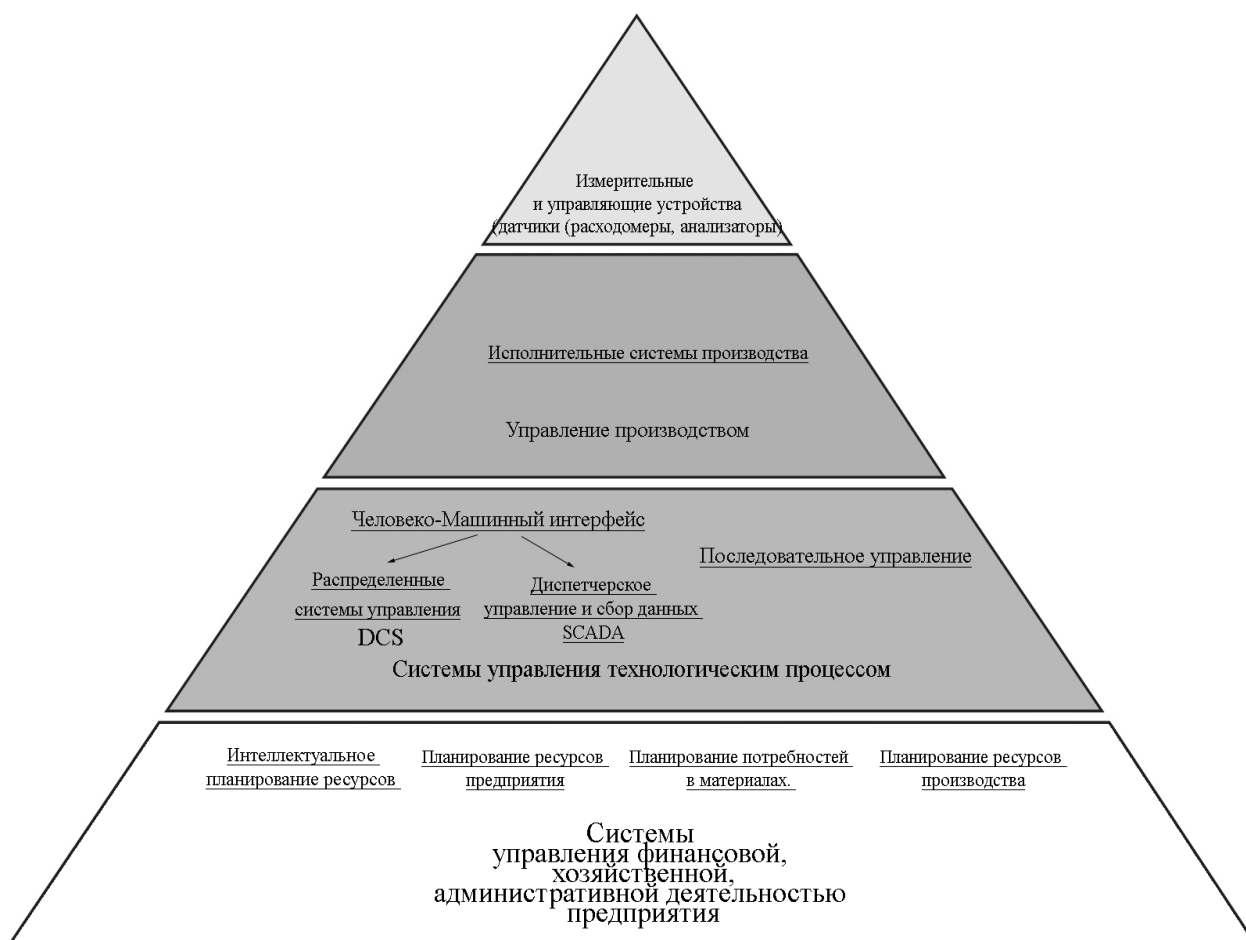 Измерительные
и управляющие устройства
(датчики (расходомеры, анализаторы)
Исполнительные системы производства
Управление производством
Человеко-Машинный интерфейс
Последовательное управление
Распределенные
системы управления
DCS
Диспетчерское
управление и сбор данных
SCADA
Системы управления технологическим процессом
Интеллектуальное
планирование ресурсов
Планирование ресурсов
предприятия
Планирование потребностей
в материалах.
Планирование ресурсов
производства
Системы
управления финансовой,
хозяйственной,
административной деятельностью
предприятия